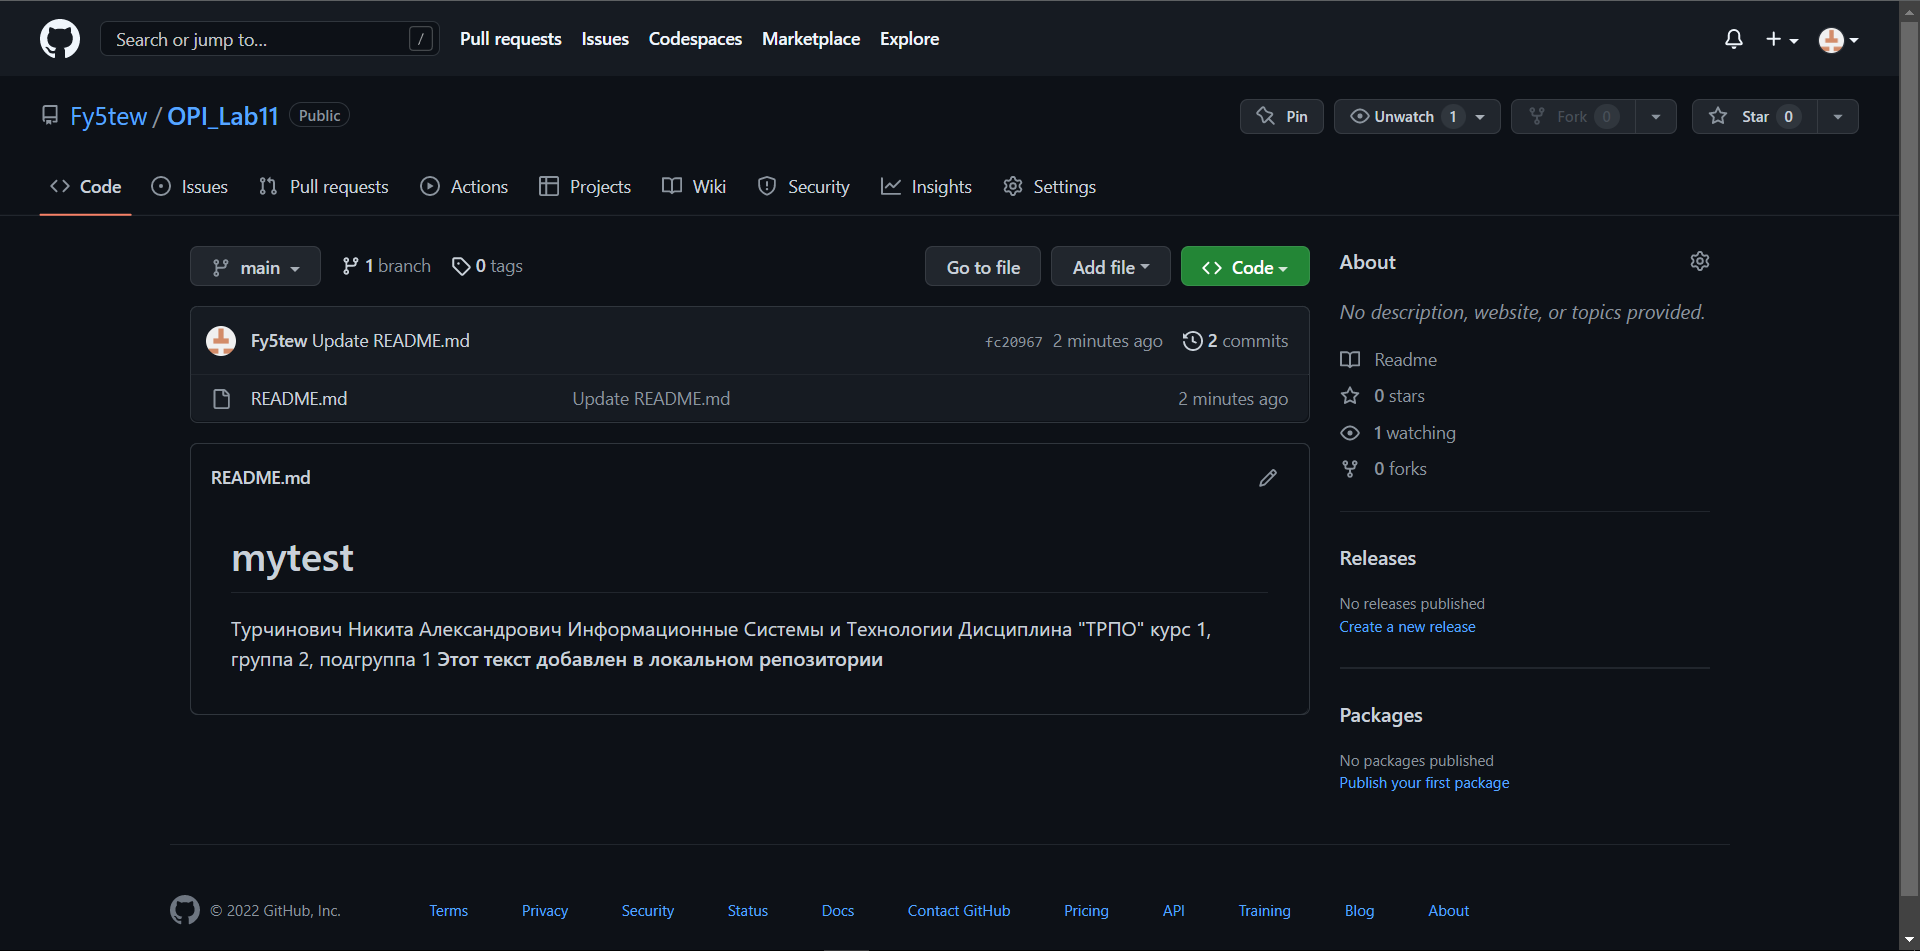 Search or jump to... /
Pull requests Issues Codespaces Marketplace Explore
Fy5tew / OPI_Lab11 Public
Pin Unwatch 1 Fork 0 Star 0
Code Issues Pull requests Actions Projects Wiki Security Insights Settings
main 1 branch 0 tags
Go to file Add file Code
Fy5tew Update README.md fc20967 2 minutes ago 2 commits
README.md Update README.md 2 minutes ago
README.md
mytest
Турчинович Никита Александрович Информационные Системы и Технологии Дисциплина "ТРПО" курс 1,
группа 2, подгруппа 1 Этот текст добавлен в локальном репозитории
About
No description, website, or topics provided.
Readme
0 stars
1 watching
0 forks
Releases
No releases published
Create a new release
Packages
No packages published
Publish your first package
© 2022 GitHub, Inc. Terms Privacy Security Status Docs Contact GitHub Pricing API Training Blog About